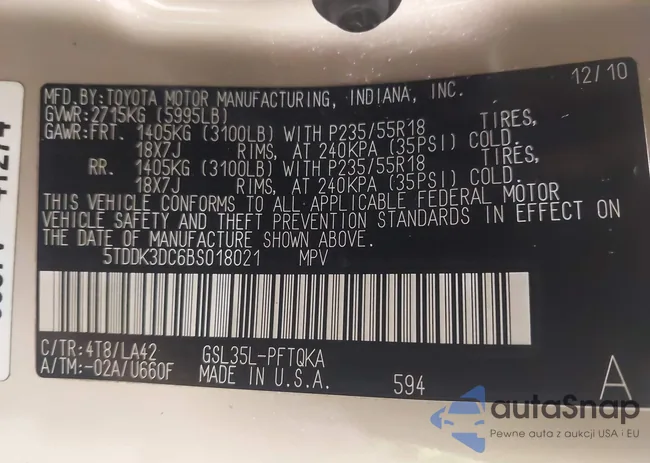 12/10
MFD.BY:TOYOTA MOTOR MANUFACTURING, INDIANA, INC.
GVWR:2715KG (5995LB)
GAWR:FRT. 1405KG (3100LB) WITH P235/55R18 TIRES,
18X7J RIMS, AT 240KPA (35PSI) COLD.
RR. 1405KG (3100LB) WITH P235/55R18 TIRES,
18X7J RIMS, AT 240KPA (35PSI) COLD.
THIS VEHICLE CONFORMS TO ALL APPLICABLE FEDERAL MOTOR
VEHICLE SAFETY AND THEFT PREVENTION STANDARDS IN EFFECT ON
THE DATE OF MANUFACTURE SHOWN ABOVE.
5TDDK3DC6BS018021 MPV
C/TR:4T8/LA42 GSL35L-PFTQKA
A/TM:-02A/U660F MADE IN U.S.A. 594 A
autoSnap
Pewne auta z aukcji USA i EU